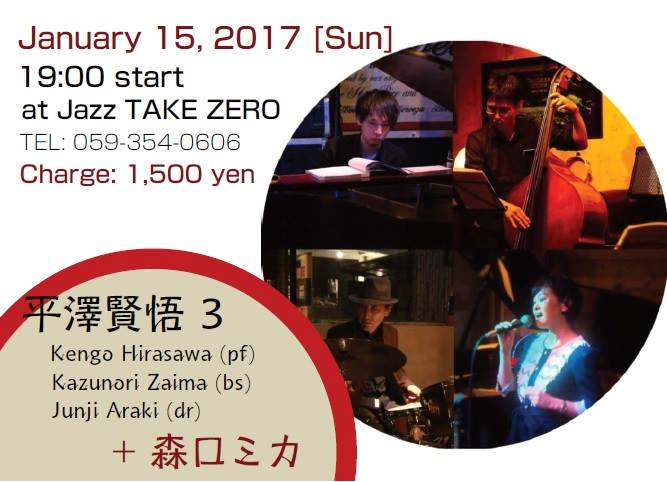 January 15, 2017 [Sun]
19:00 start
at Jazz TAKE ZERO
TEL: 059-354-0606
Charge: 1,500 yen
平澤賢悟 3
Kengo Hirasawa (pf)
Kazunori Zaima (bs)
Junji Araki (dr)
+ 森口ミカ